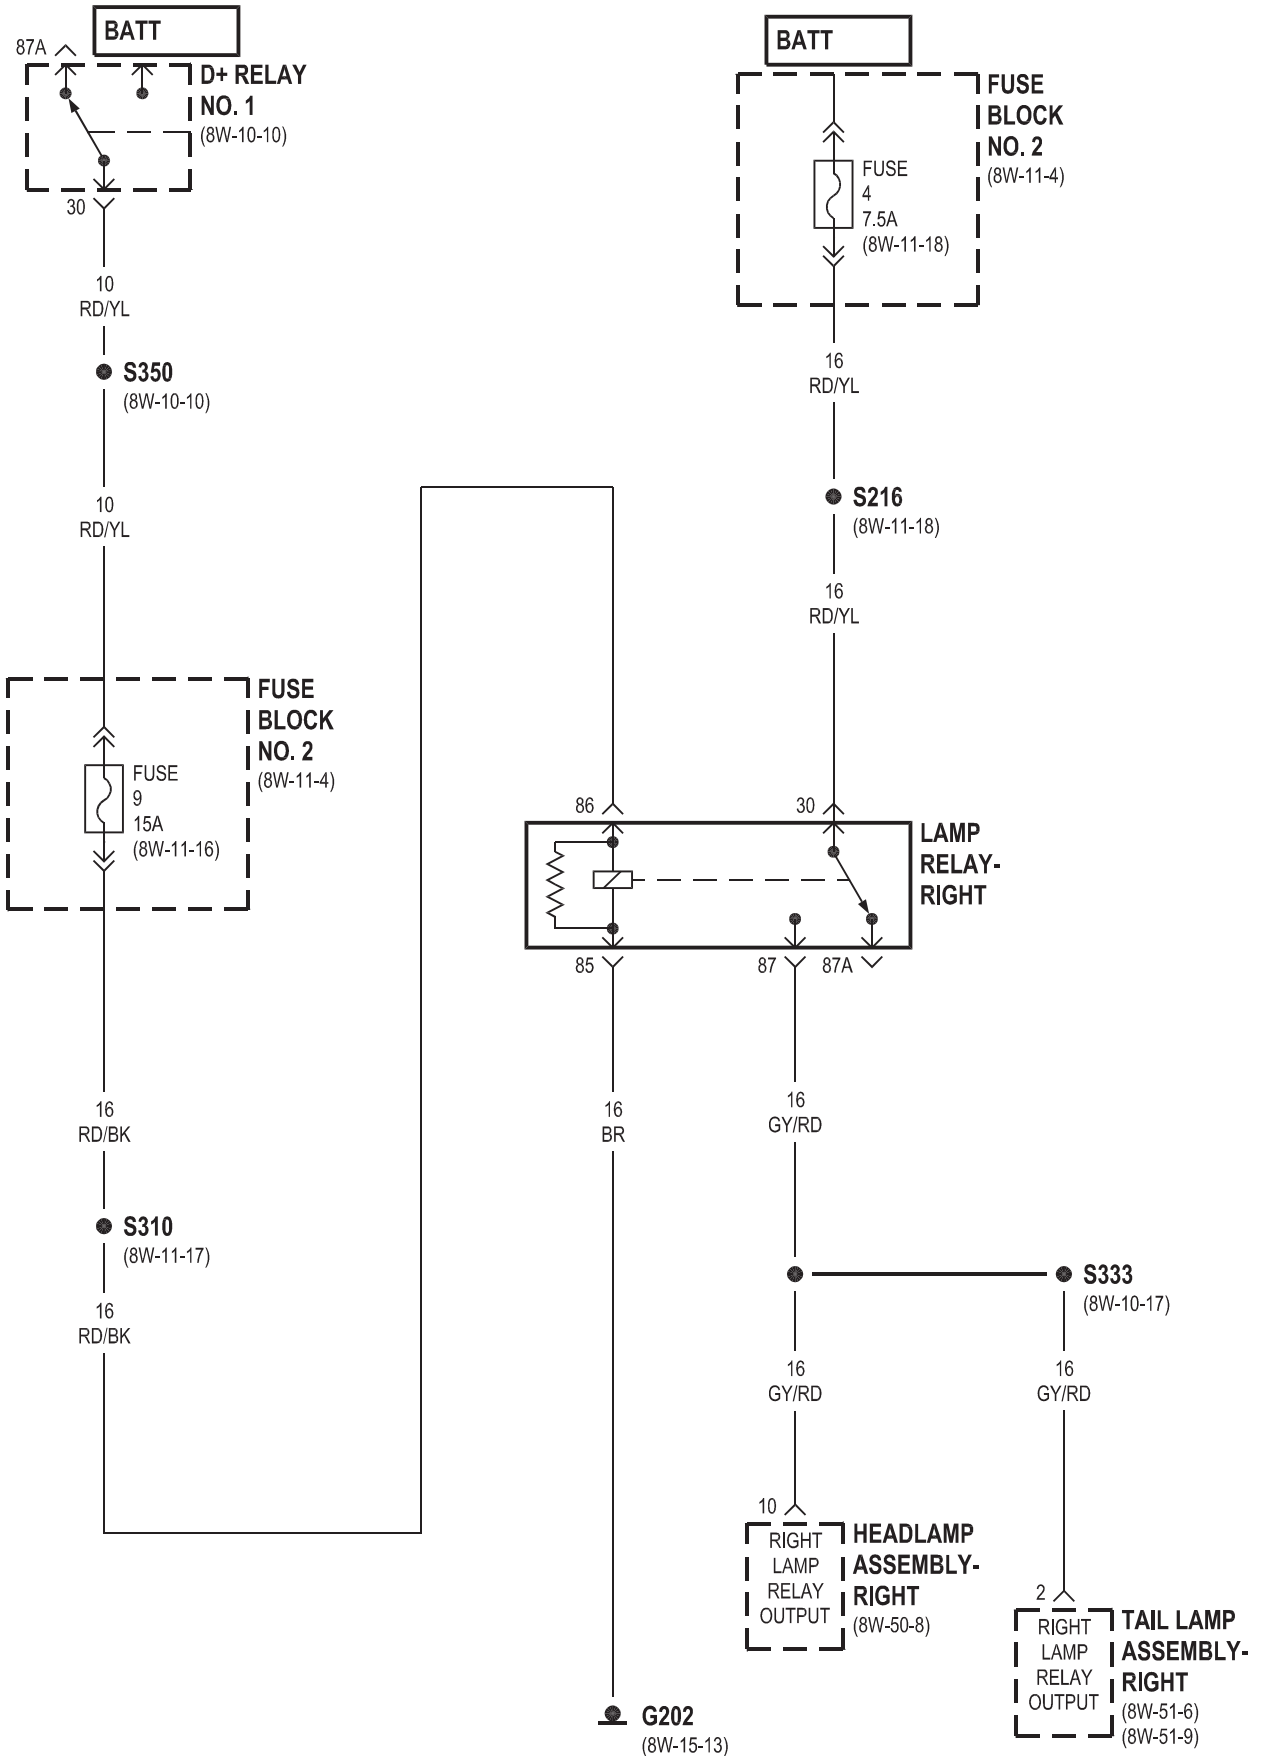 BATT
87A
D+ RELAY
NO. 1
(8W-10-10)
30
10
RD/YL
S350
(8W-10-10)
10
RD/YL
FUSE
BLOCK
NO. 2
(8W-11-4)
FUSE
9
15A
(8W-11-16)
16
RD/BK
S310
(8W-11-17)
16
RD/BK
BATT
FUSE
BLOCK
NO. 2
(8W-11-4)
FUSE
4
7.5A
(8W-11-18)
16
RD/YL
S216
(8W-11-18)
16
RD/YL
86
30
LAMP
RELAY-
RIGHT
85
87
87A
16
BR
16
GY/RD
S333
(8W-10-17)
16
GY/RD
16
GY/RD
10
RIGHT
LAMP
RELAY
OUTPUT
HEADLAMP
ASSEMBLY-
RIGHT
(8W-50-8)
2
RIGHT
LAMP
RELAY
OUTPUT
TAIL LAMP
ASSEMBLY-
RIGHT
(8W-51-6)
(8W-51-9)
G202
(8W-15-13)